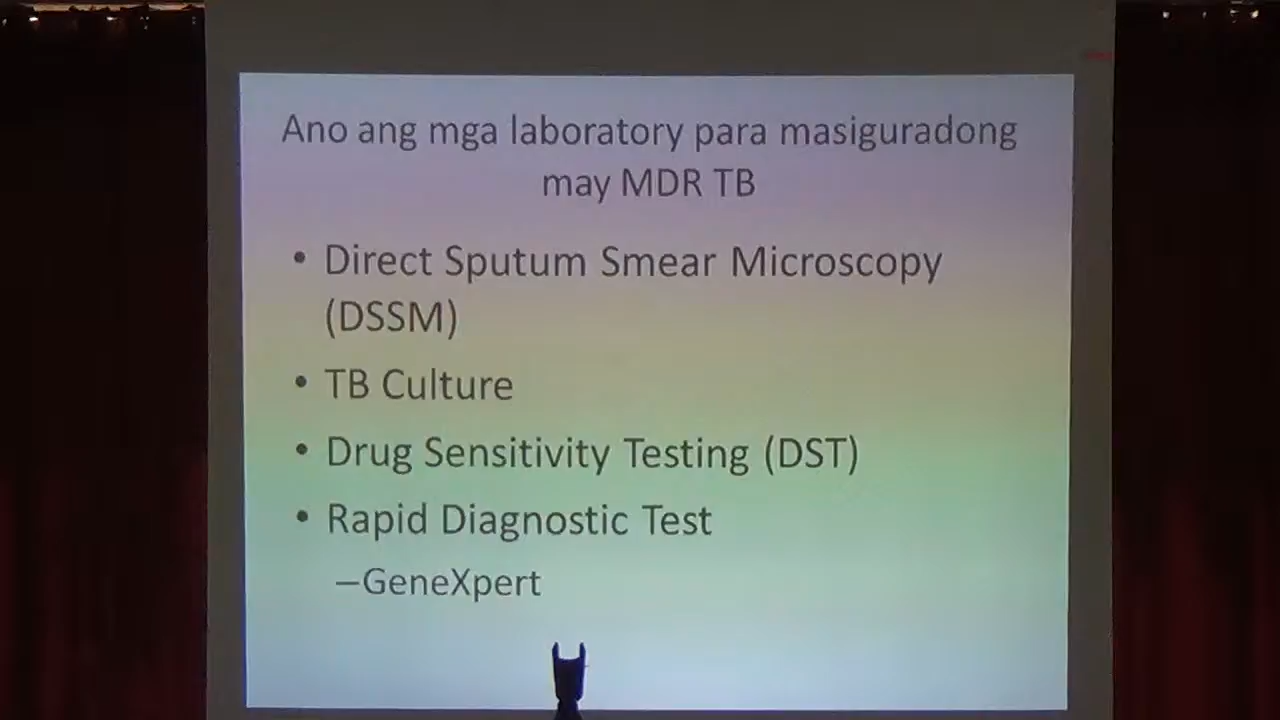 Ano ang mga laboratory para masiguradong
may MDR TB
• Direct Sputum Smear Microscopy
(DSSM)
• TB Culture
• Drug Sensitivity Testing (DST)
• Rapid Diagnostic Test
–GeneXpert